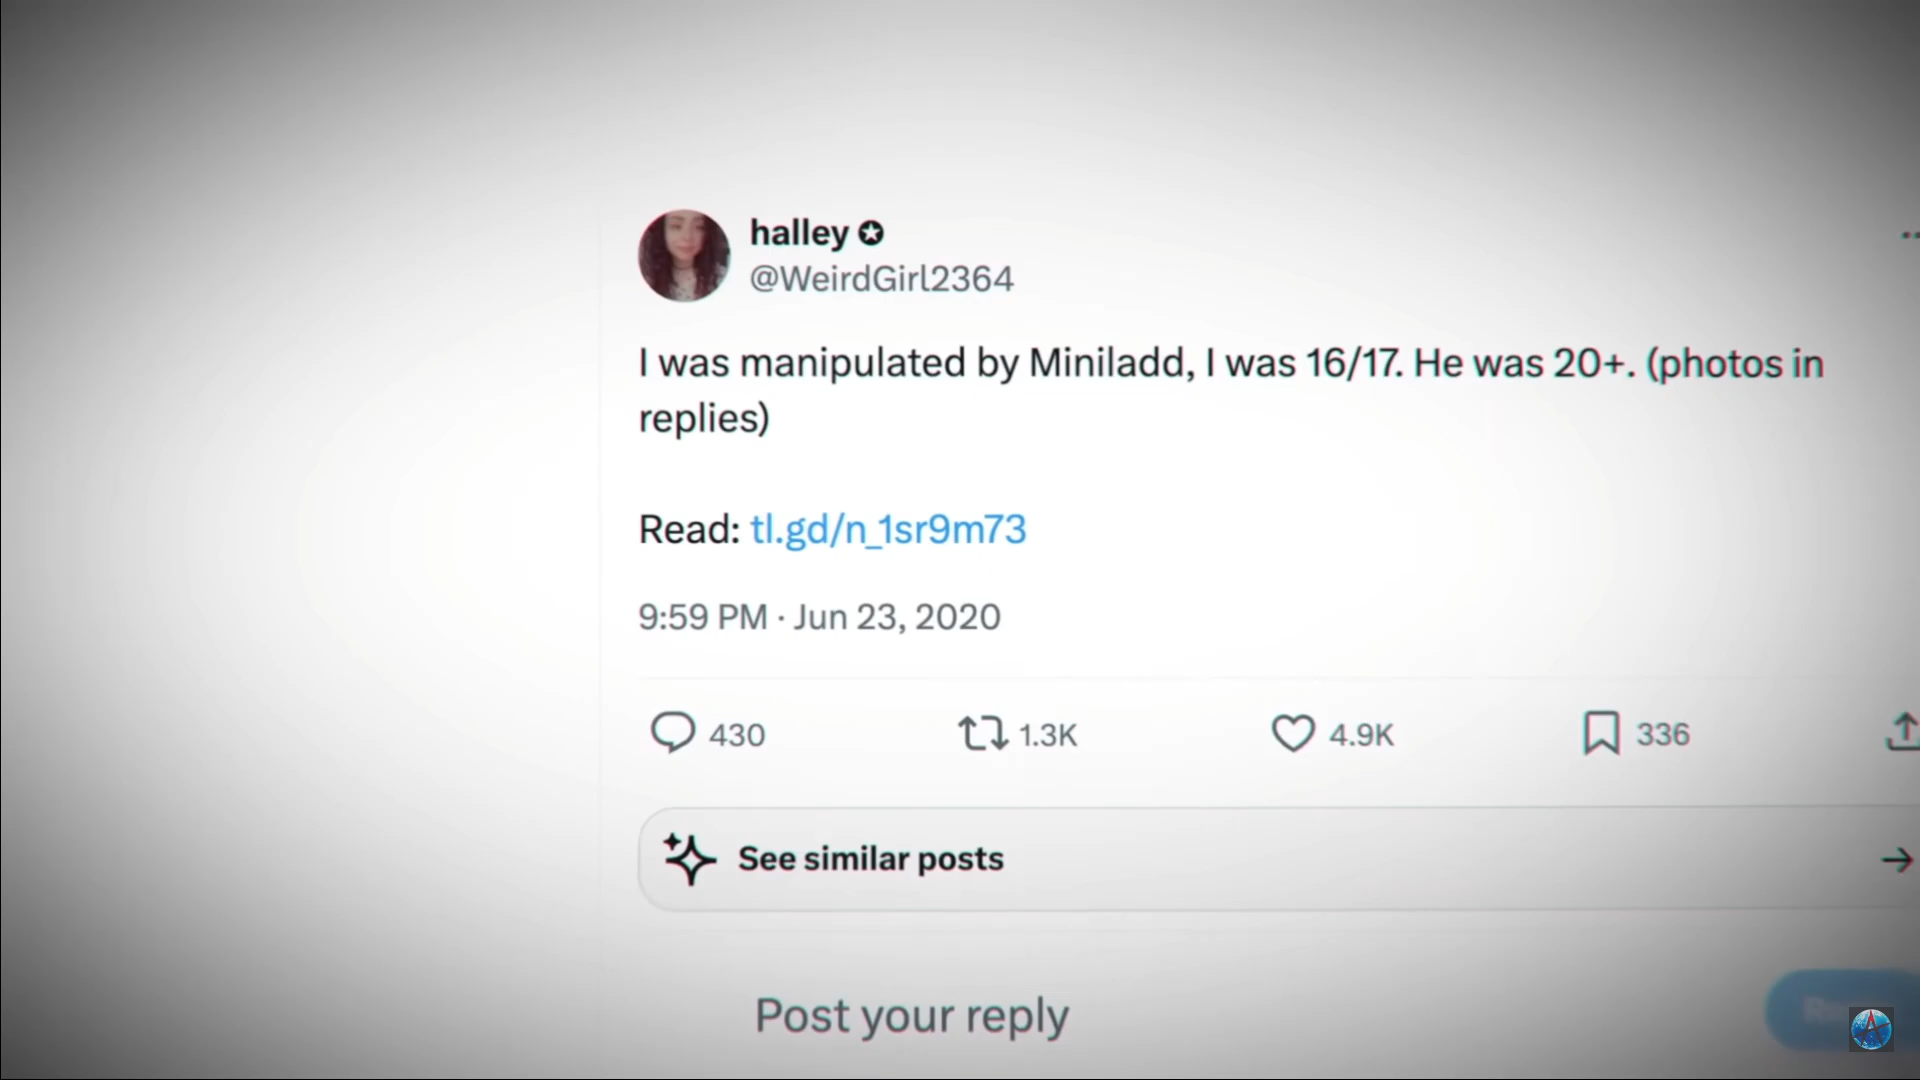 halley
@WeirdGirl2364
I was manipulated by Miniladd, I was 16/17. He was 20+. (photos in
replies)
Read: tl.gd/n_1sr9m73
9:59 PM · Jun 23, 2020
430
1.3K
4.9K
336
See similar posts
Post your reply